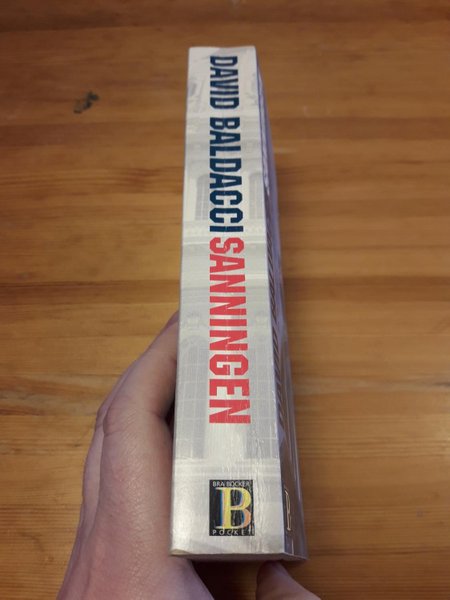 DAVID BALDACCI SANNINGEN
BRA BÖCKER
B
POCKET